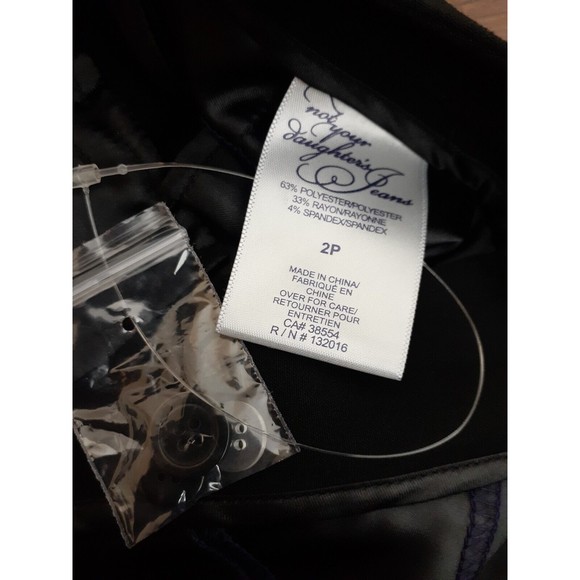 not your
daughter's Jeans
63% POLYESTER/POLYESTER
33% RAYON/RAYONNE
4% SPANDEX/SPANDEX
2P
MADE IN CHINA/
FABRIQUÉ EN
CHINE
OVER FOR CARE/
RETOURNER POUR
ENTRETIEN
CA# 38554
R / N # 132016